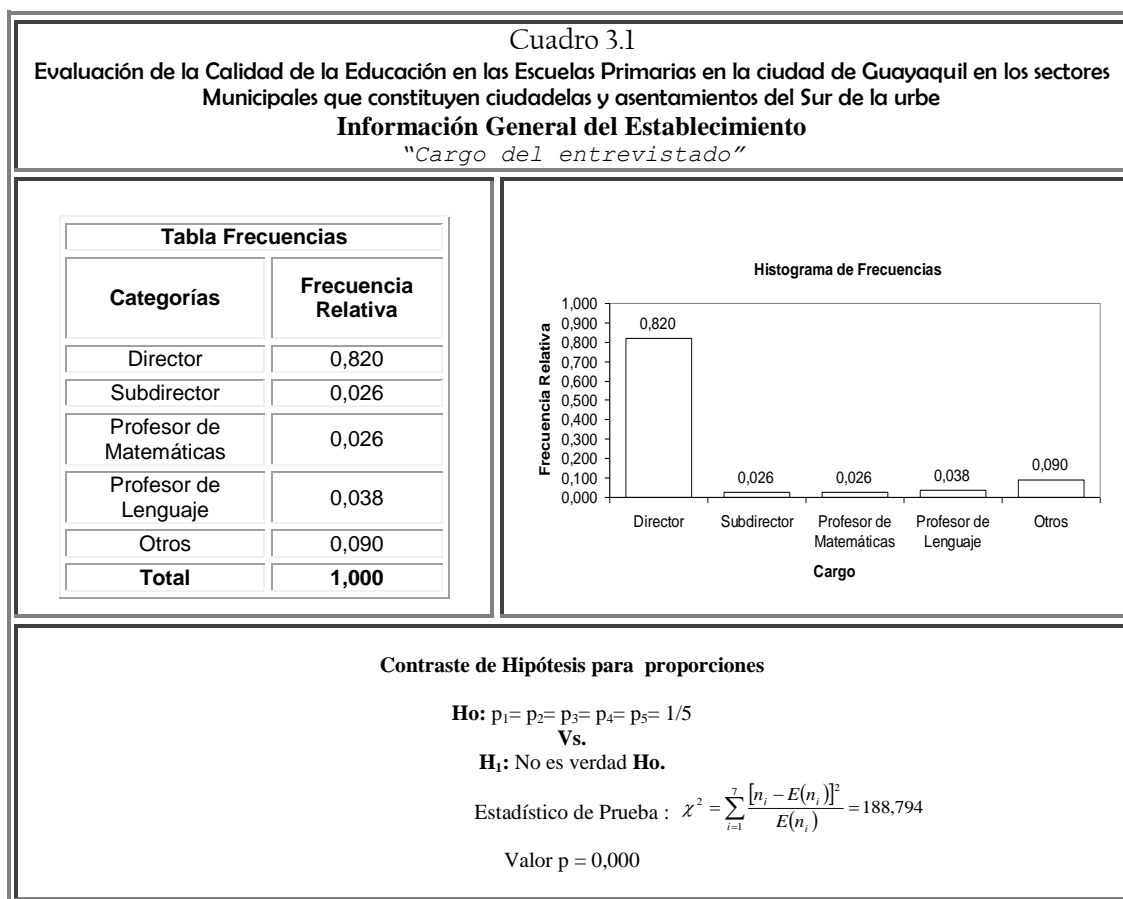 Cuadro 3.1
Evaluación de la Calidad de la Educación en las Escuelas Primarias en la ciudad de Guayaquil en los sectores
Municipales que constituyen ciudadelas y asentamientos del Sur de la urbe
Información General del Establecimiento
"Cargo del entrevistado"
Tabla Frecuencias
Categorías Frecuencia Relativa
Director 0,820
Subdirector 0,026
Profesor de Matemáticas 0,026
Profesor de Lenguaje 0,038
Otros 0,090
Total 1,000
Histograma de Frecuencias
Frecuencia Relativa
1,000
0,900
0,800
0,700
0,600
0,500
0,400
0,300
0,200
0,100
0,000
0,820 0,026 0,026 0,038 0,090
Director Subdirector Profesor de Matemáticas Profesor de Lenguaje Otros
Cargo
Contraste de Hipótesis para proporciones
Ho: p₁= p₂= p₃= p₄= p₅= 1/5
Vs.
H₁: No es verdad Ho.
Estadístico de Prueba : χ² = ∑_{i=1}^{7} [n_i − E(n_i)]² / E(n_i) = 188,794
Valor p = 0,000